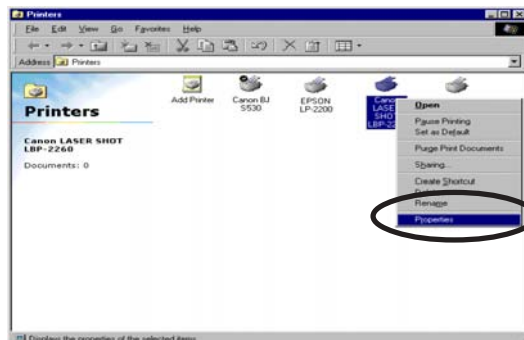 Printers
File Edit View Go Favorites Help
Address Printers
Printers
Canon LASER SHOT
LBP-2260
Documents: 0
Add Printer
Canon BJ
S530
EPSON
LP-2200
Canon
LASE
SHOT
LBP-22
Open
Pause Printing
Set as Default
Purge Print Documents
Sharing...
Create Shortcut
Rename
Properties
Displays the properties of the selected items.